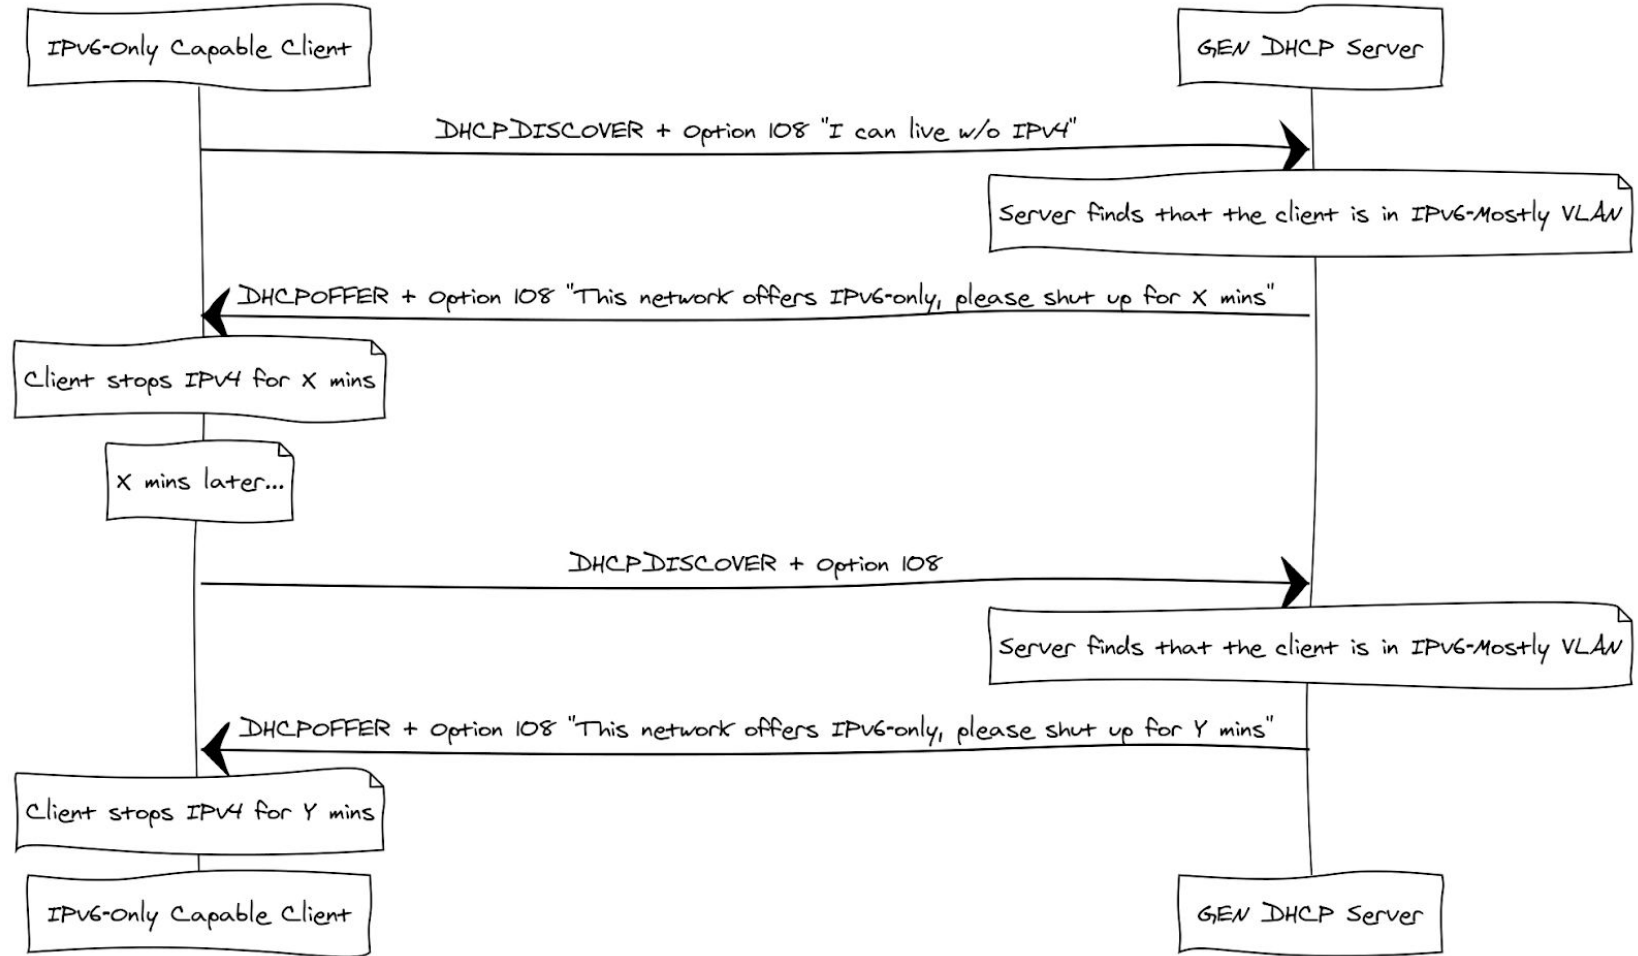 IPv6-Only Capable Client
GEN DHCP Server
DHCPDISCOVER + Option 108 "I can live w/o IPv4"
Server finds that the client is in IPv6-Mostly VLAN
DHCPOFFER + Option 108 "This network offers IPv6-only, please shut up for X mins"
Client stops IPv4 for X mins
X mins later...
DHCPDISCOVER + Option 108
Server finds that the client is in IPv6-Mostly VLAN
DHCPOFFER + Option 108 "This network offers IPv6-only, please shut up for Y mins"
Client stops IPv4 for Y mins
IPv6-Only Capable Client
GEN DHCP Server